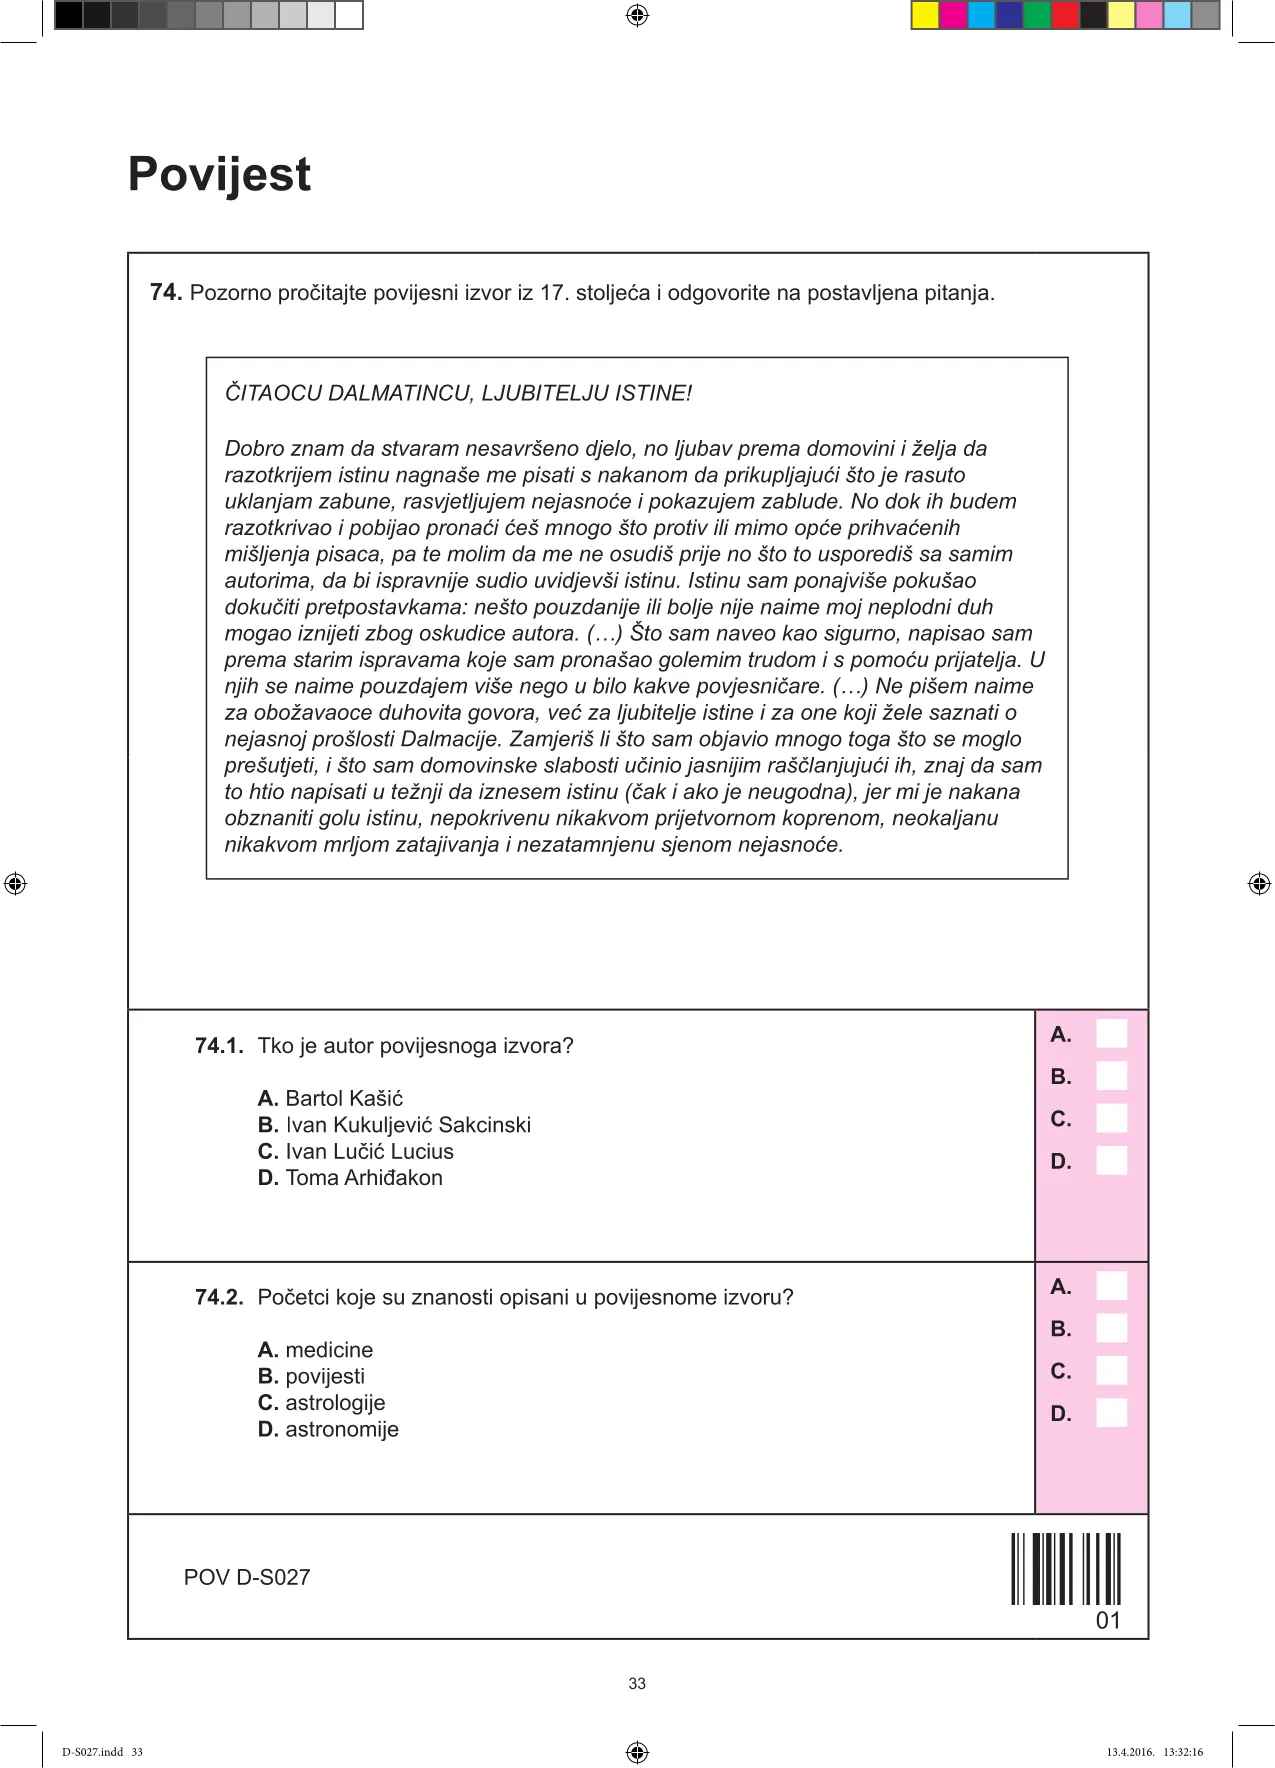 Povijest
74. Pozorno pročitajte povijesni izvor iz 17. stoljeća i odgovorite na postavljena pitanja.
ČITAOCU DALMATINCU, LJUBITELJU ISTINE!
Dobro znam da stvaram nesavršeno djelo, no ljubav prema domovini i želja da
razotkrijem istinu nagnaše me pisati s nakanom da prikupljajući što je rasuto
uklanjam zabune, rasvjetljujem nejasnoće i pokazujem zablude. No dok ih budem
razotkrivao i pobijao pronaći ćeš mnogo što protiv ili mimo opće prihvaćenih
mišljenja pisaca, pa te molim da me ne osudiš prije no što to usporediš sa samim
autorima, da bi ispravnije sudio uvidjevši istinu. Istinu sam ponajviše pokušao
dokučiti pretpostavkama: nešto pouzdanije ili bolje nije naime moj neplodni duh
mogao iznijeti zbog oskudice autora. (…) Što sam naveo kao sigurno, napisao sam
prema starim ispravama koje sam pronašao golemim trudom i s pomoću prijatelja. U
njih se naime pouzdajem više nego u bilo kakve povjesničare. (…) Ne pišem naime
za obožavaoce duhovita govora, već za ljubitelje istine i za one koji žele saznati o
nejasnoj prošlosti Dalmacije. Zamjeriš li što sam objavio mnogo toga što se moglo
prešutjeti, i što sam domovinske slabosti učinio jasnijim raščlanjujući ih, znaj da sam
to htio napisati u težnji da iznesem istinu (čak i ako je neugodna), jer mi je nakana
obznaniti golu istinu, nepokrivenu nikakvom prijetvornom koprenom, neokaljanu
nikakvom mrljom zatajivanja i nezatamnjenu sjenom nejasnoće.
74.1. Tko je autor povijesnoga izvora?
A. Bartol Kašić
B. Ivan Kukuljević Sakcinski
C. Ivan Lučić Lucius
D. Toma Arhiđakon
A.
B.
C.
D.
74.2. Početci koje su znanosti opisani u povijesnome izvoru?
A. medicine
B. povijesti
C. astrologije
D. astronomije
A.
B.
C.
D.
POV D-S027
01
33
D-S027.indd 33
13.4.2016. 13:32:16